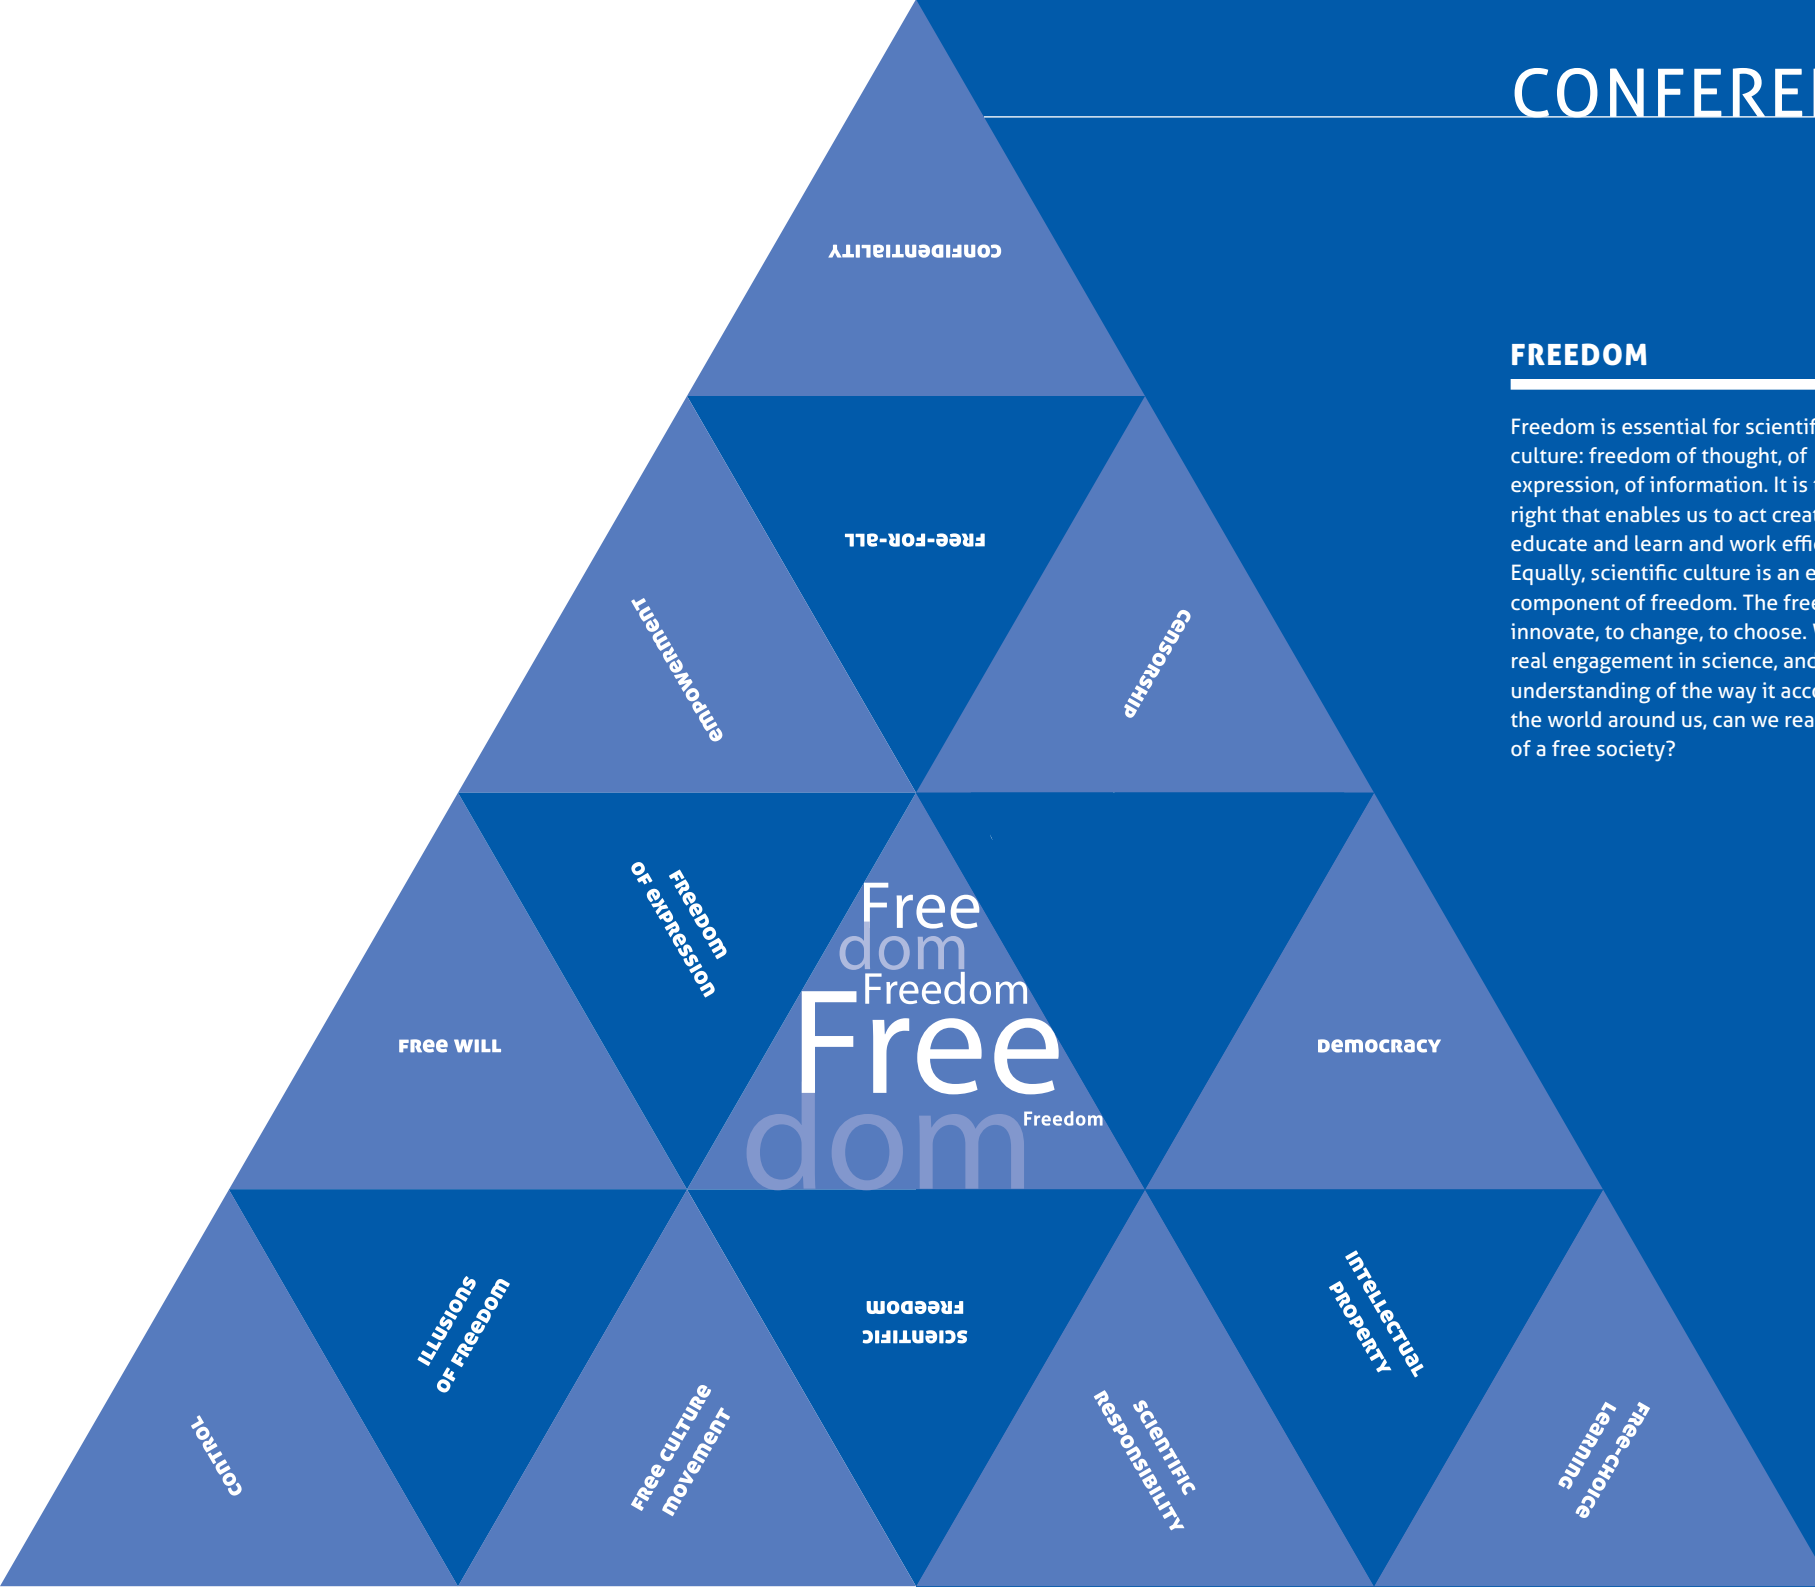 CONFERE
CONFIDENTIALITY
FREEDOM
Freedom is essential for scientif
culture: freedom of thought, of
expression, of information. It is
right that enables us to act crea
educate and learn and work effi
Equally, scientific culture is an e
component of freedom. The free
innovate, to change, to choose.
real engagement in science, and
understanding of the way it acc
the world around us, can we rea
of a free society?
FREE-FOR-ALL
EMPOWERMENT
CENSORSHIP
FREEDOM
OF EXPRESSION
Free
dom
Freedom
Free
dom
Freedom
FREE WILL
DEMOCRACY
ILLUSIONS
OF FREEDOM
SCIENTIFIC
FREEDOM
INTELLECTUAL
PROPERTY
CONTROL
FREE CULTURE
MOVEMENT
SCIENTIFIC
RESPONSIBILITY
FREE-CHOICE
LEARNING